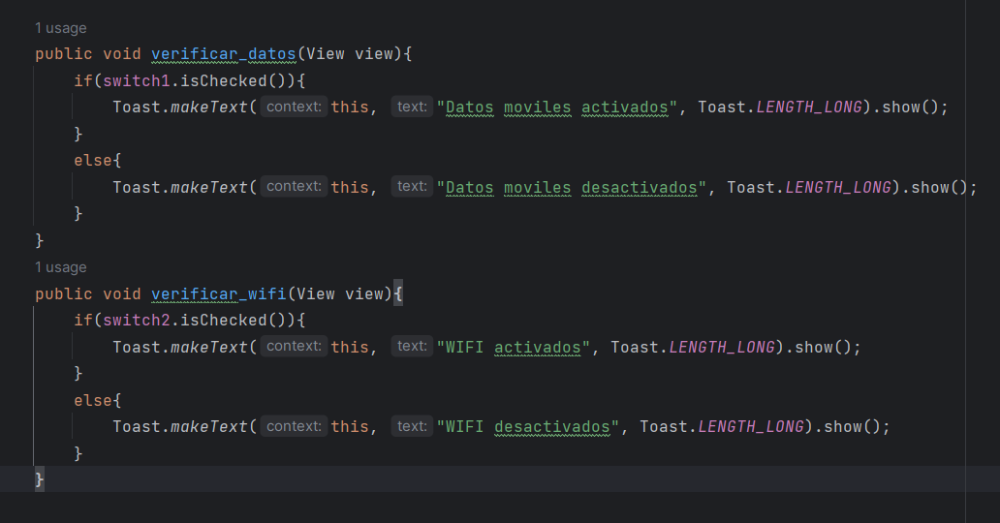 1 usage
public void verificar_datos(View view){
if(switch1.isChecked()){
Toast.makeText( context: this, text: "Datos moviles activados", Toast.LENGTH_LONG).show();
}
else{
Toast.makeText( context: this, text: "Datos moviles desactivados", Toast.LENGTH_LONG).show();
}
}
1 usage
public void verificar_wifi(View view){
if(switch2.isChecked()){
Toast.makeText( context: this, text: "WIFI activados", Toast.LENGTH_LONG).show();
}
else{
Toast.makeText( context: this, text: "WIFI desactivados", Toast.LENGTH_LONG).show();
}
}